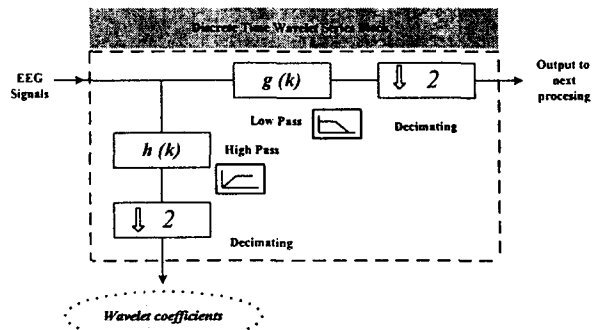 Discrete Time Wavelet Series
EEG
Signals
g (k)
⇩ 2
Output to
next
procesing
Low Pass
Decimating
h (k)
High Pass
⇩ 2
Decimating
Wavelet coefficients